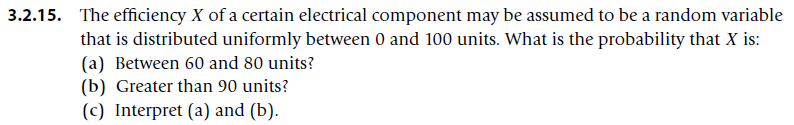 3.2.15. The efficiency X of a certain electrical component may be assumed to be a random variable
that is distributed uniformly between 0 and 100 units. What is the probability that X is:
(a) Between 60 and 80 units?
(b) Greater than 90 units?
(c) Interpret (a) and (b).